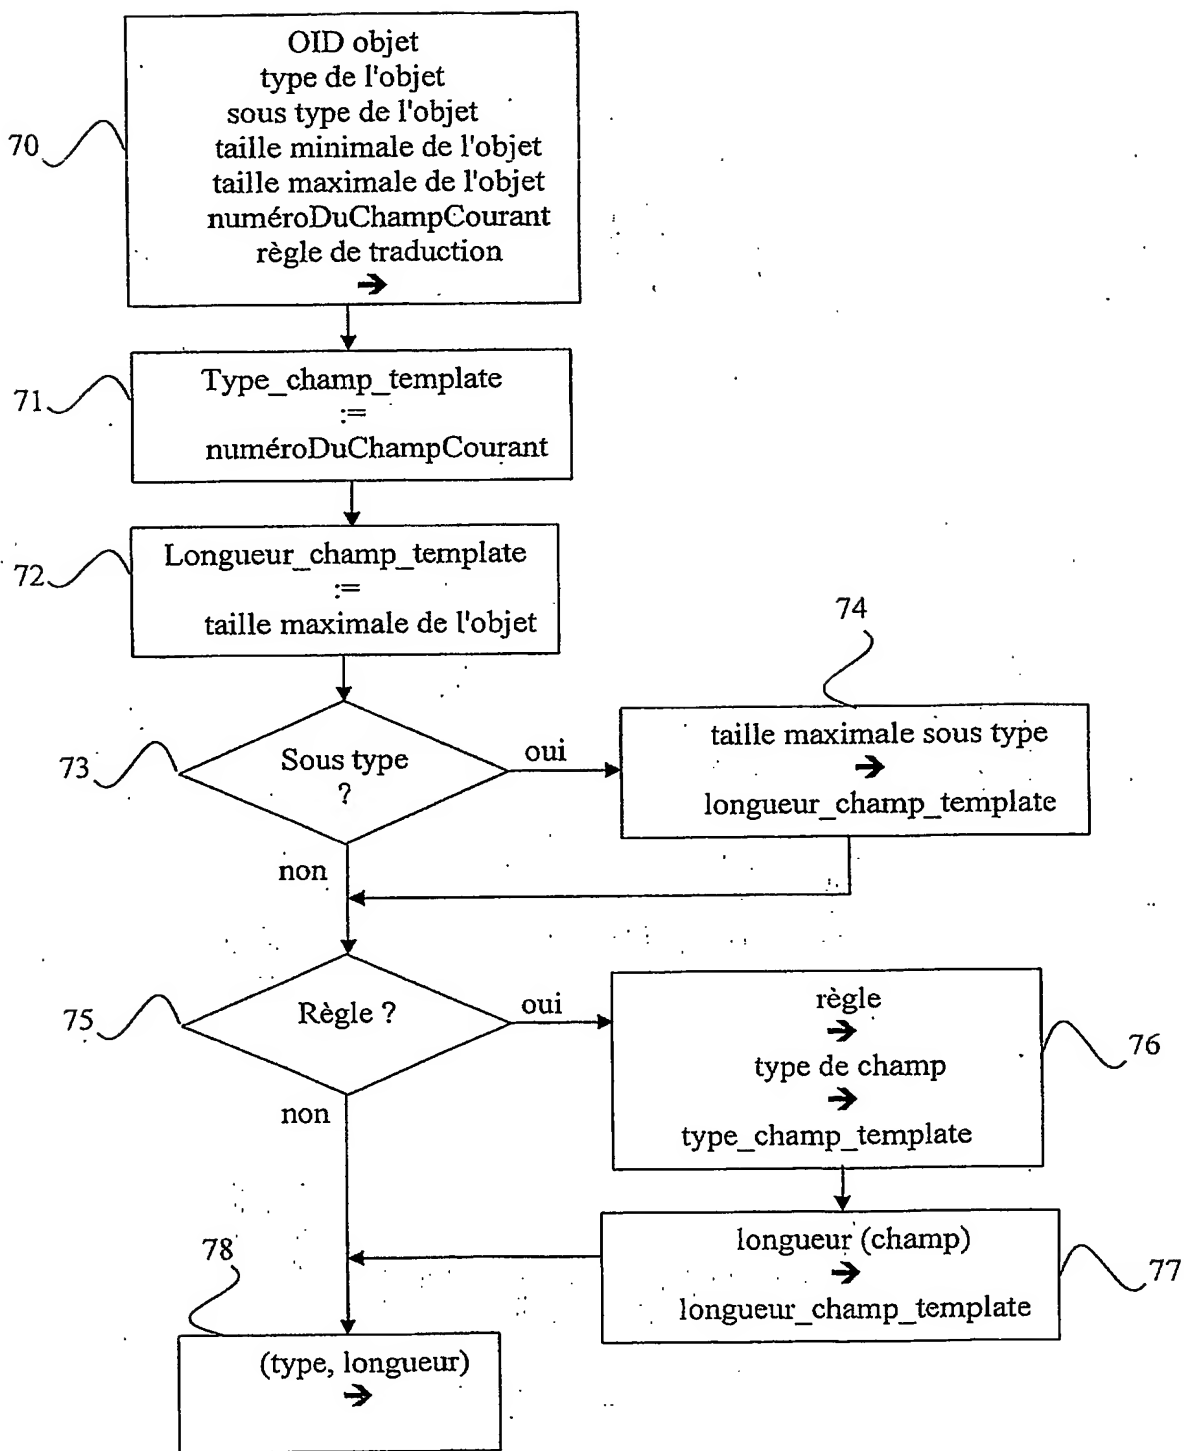 OID objet
type de l'objet
sous type de l'objet
taille minimale de l'objet
taille maximale de l'objet
numéroDuChampCourant
règle de traduction
➔
70
Type_champ_template
:=
numéroDuChampCourant
71
Longueur_champ_template
:=
taille maximale de l'objet
72
Sous type
?
73
oui
non
74
taille maximale sous type
➔
longueur_champ_template
Règle ?
75
oui
non
règle
➔
type de champ
➔
type_champ_template
76
longueur (champ)
➔
longueur_champ_template
77
78
(type, longueur)
➔